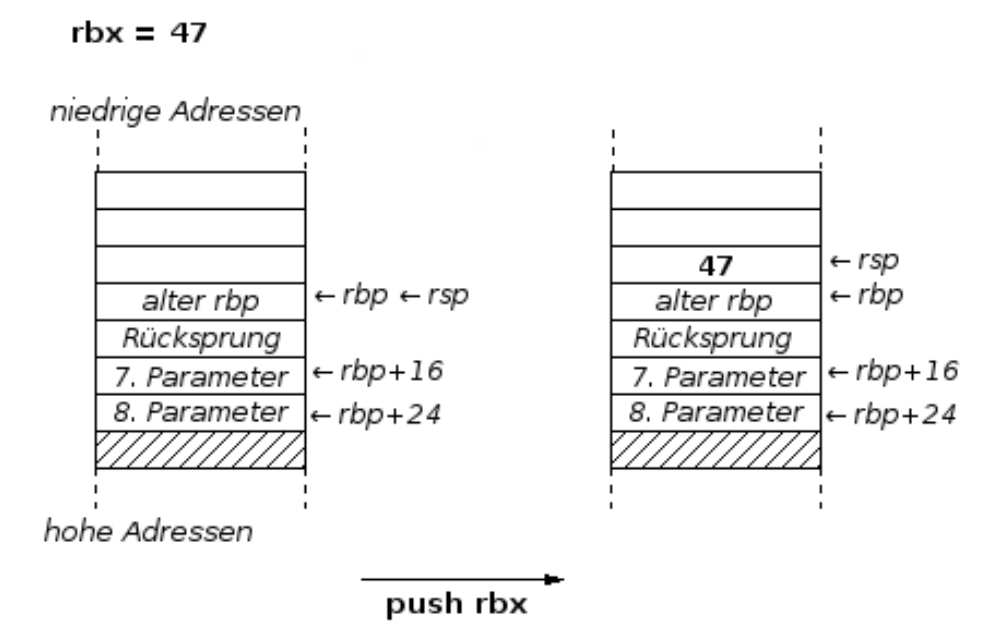 rbx = 47
niedrige Adressen
alter rbp ←rbp ←rsp
Rücksprung
7. Parameter ←rbp+16
8. Parameter ←rbp+24
hohe Adressen
47 ←rsp
alter rbp ←rbp
Rücksprung
7. Parameter ←rbp+16
8. Parameter ←rbp+24
push rbx